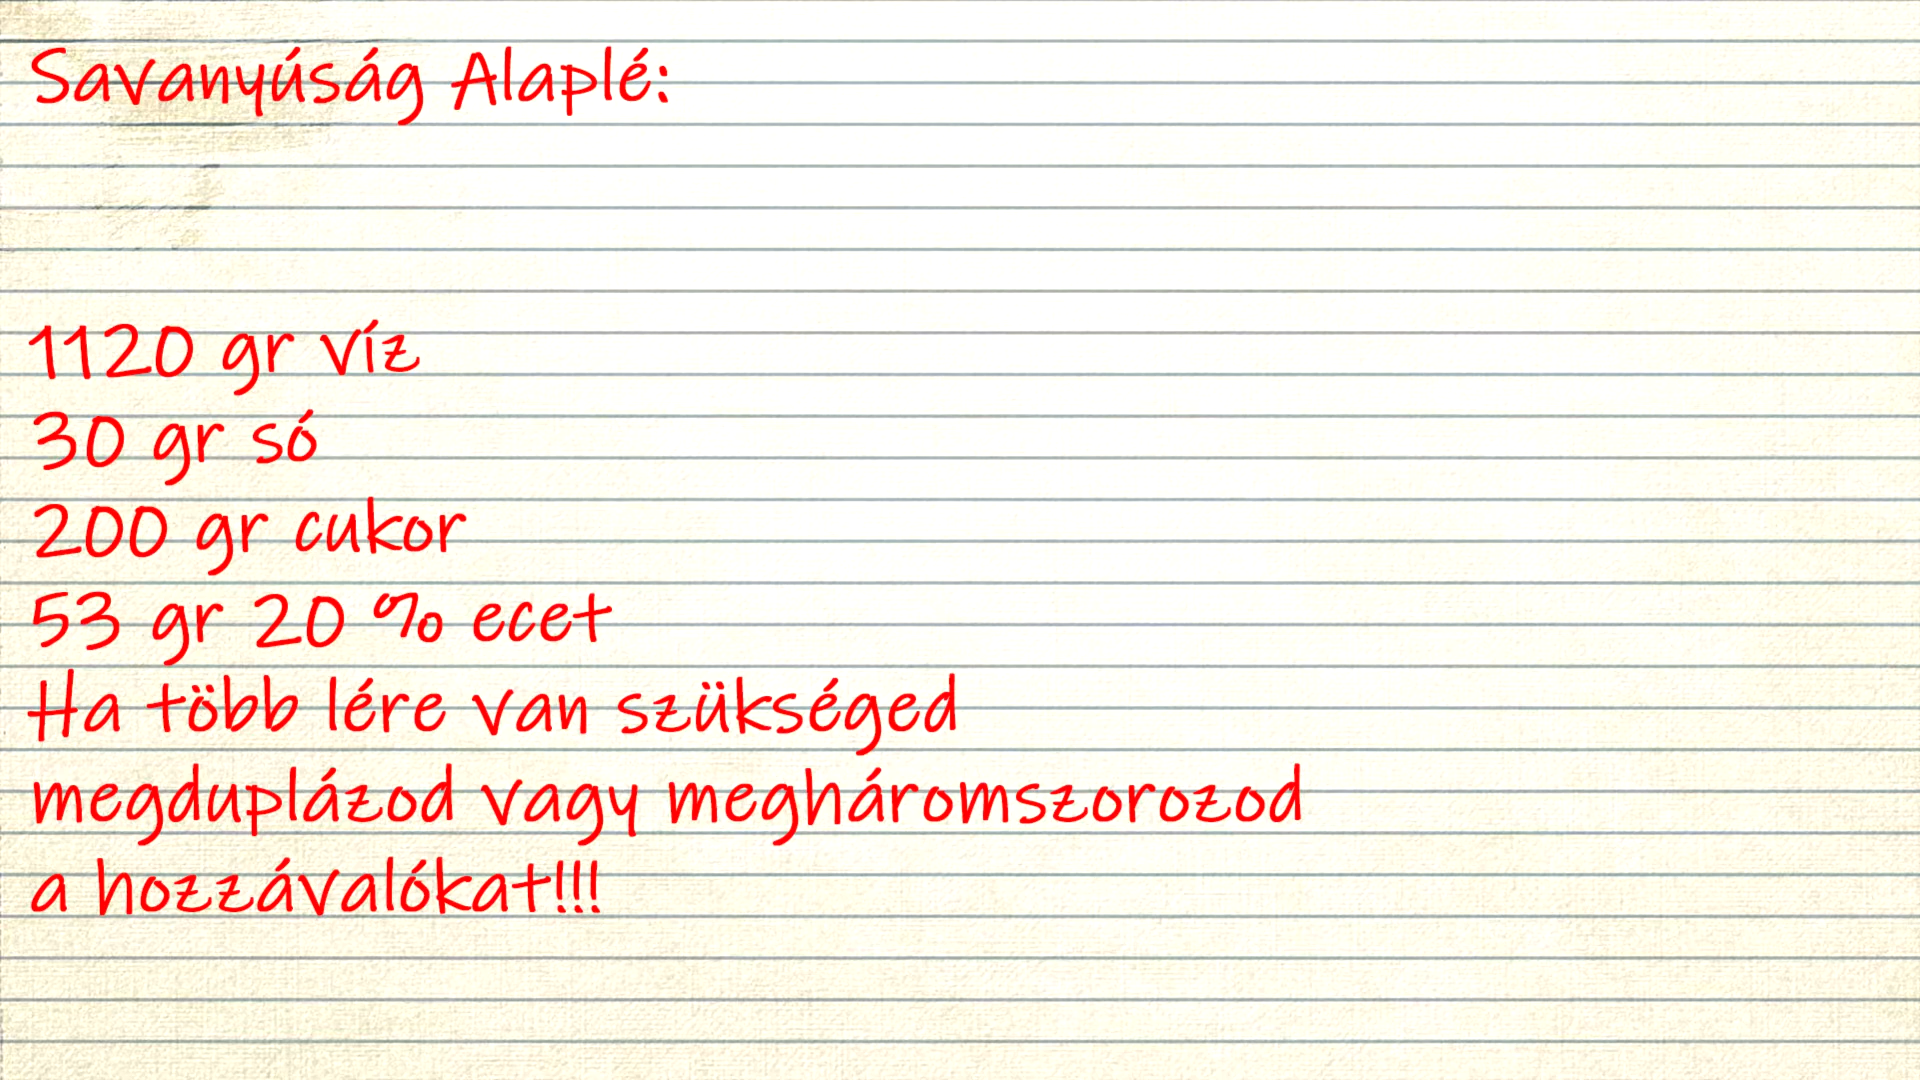 Savanyúság Alaplé:
1120 gr víz
30 gr só
200 gr cukor
53 gr 20 % ecet
Ha több lére van szükséged
megduplázod vagy megháromszorozod
a hozzávalókat!!!